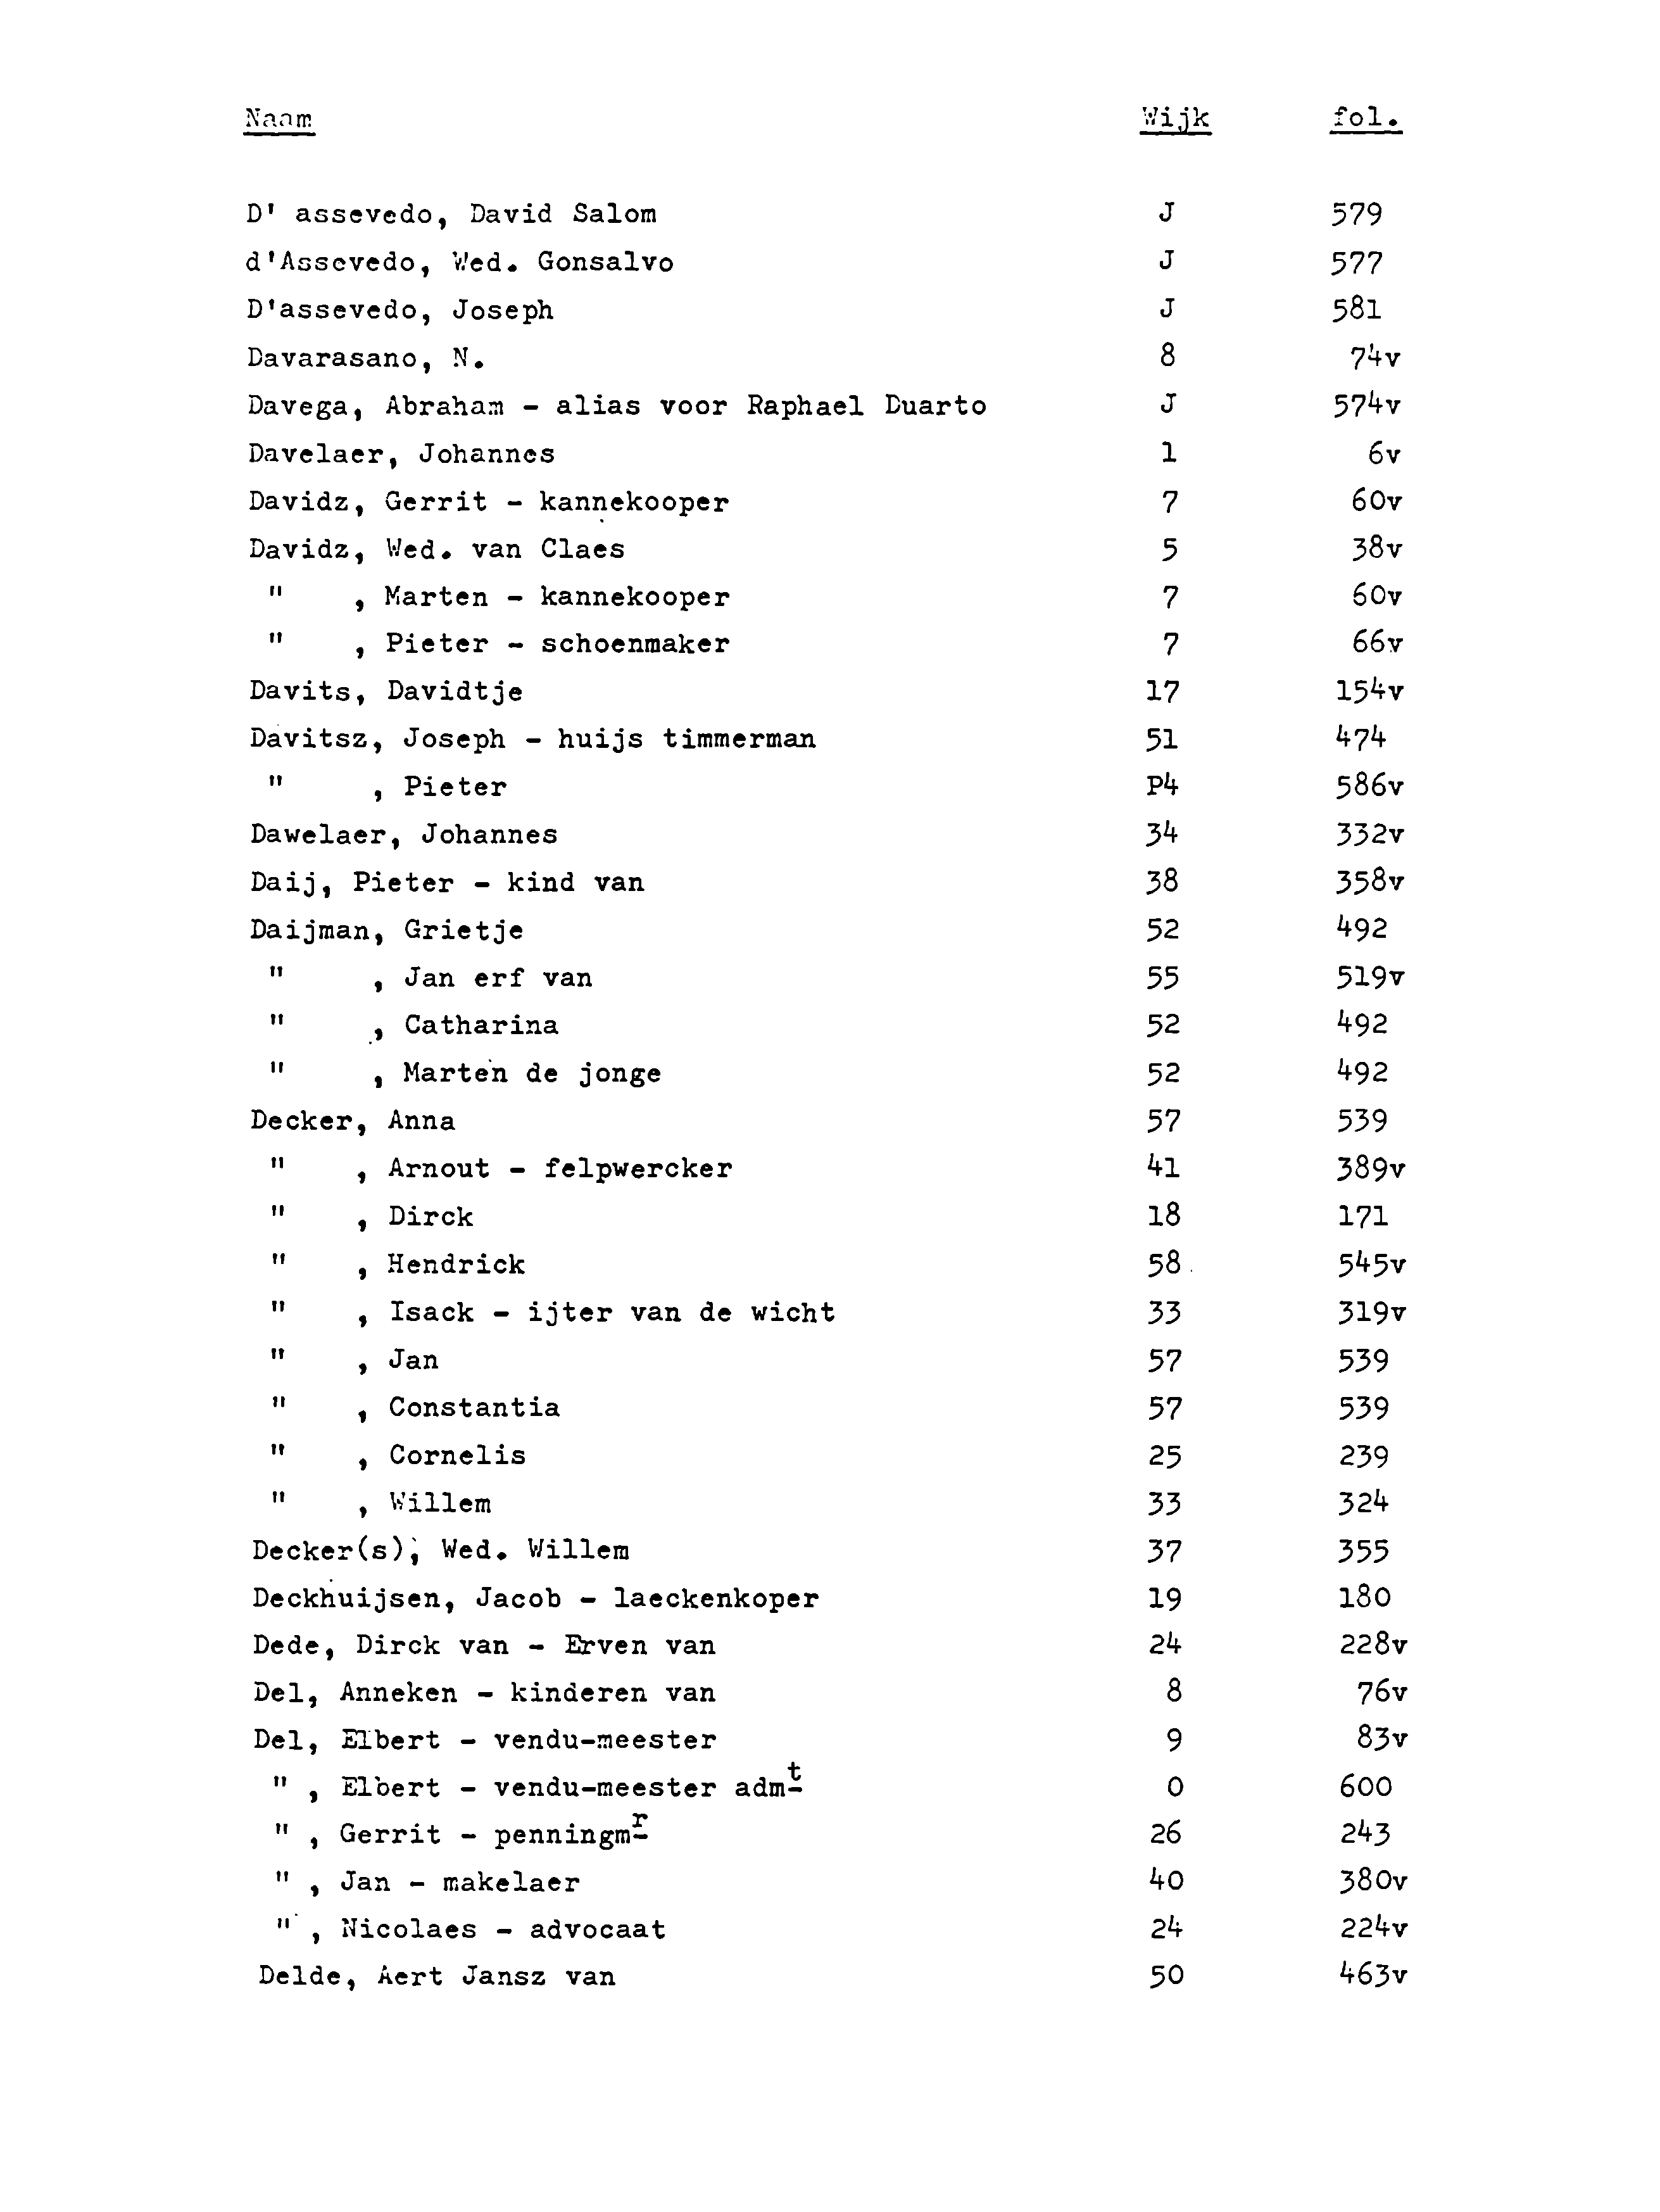 Naam Wijk fol.
D' assevedo, David Salom J 579
d'Assevedo, Wed. Gonsalvo J 577
D'assevedo, Joseph J 581
Davarasano, N. 8 74v
Davega, Abraham - alias voor Raphael Duarto J 574v
Davelaer, Johannes 1 6v
Davidz, Gerrit - kannekooper 7 60v
Davidz, Wed. van Claes 5 38v
" , Marten - kannekooper 7 60v
" , Pieter - schoenmaker 7 66v
Davits, Davidtje 17 154v
Davitsz, Joseph - huijs timmerman 51 474
" , Pieter P4 586v
Dawelaer, Johannes 34 332v
Daij, Pieter - kind van 38 358v
Daijman, Grietje 52 492
" , Jan erf van 55 519v
" , Catharina 52 492
" , Marten de jonge 52 492
Decker, Anna 57 539
" , Arnout - felpwercker 41 389v
" , Dirck 18 171
" , Hendrick 58 545v
" , Isack - ijter van de wicht 33 319v
" , Jan 57 539
" , Constantia 57 539
" , Cornelis 25 239
" , Willem 33 324
Decker(s), Wed. Willem 37 355
Deckhuijsen, Jacob - laeckenkoper 19 180
Dede, Dirck van - Erven van 24 228v
Del, Anneken - kinderen van 8 76v
Del, Elbert - vendu-meester 9 83v
" , Elbert - vendu-meester admt 0 600
" , Gerrit - penningmr 26 243
" , Jan - makelaer 40 380v
" , Nicolaes - advocaat 24 224v
Delde, Aert Jansz van 50 463v